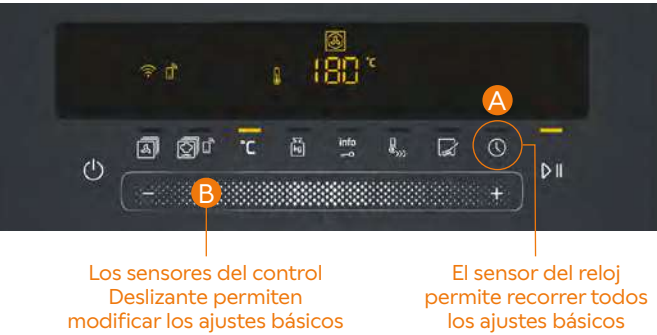 180 °C
A
°C
kg
info
B
-
+
Los sensores del control
Deslizante permiten
modificar los ajustes básicos
El sensor del reloj
permite recorrer todos
los ajustes básicos